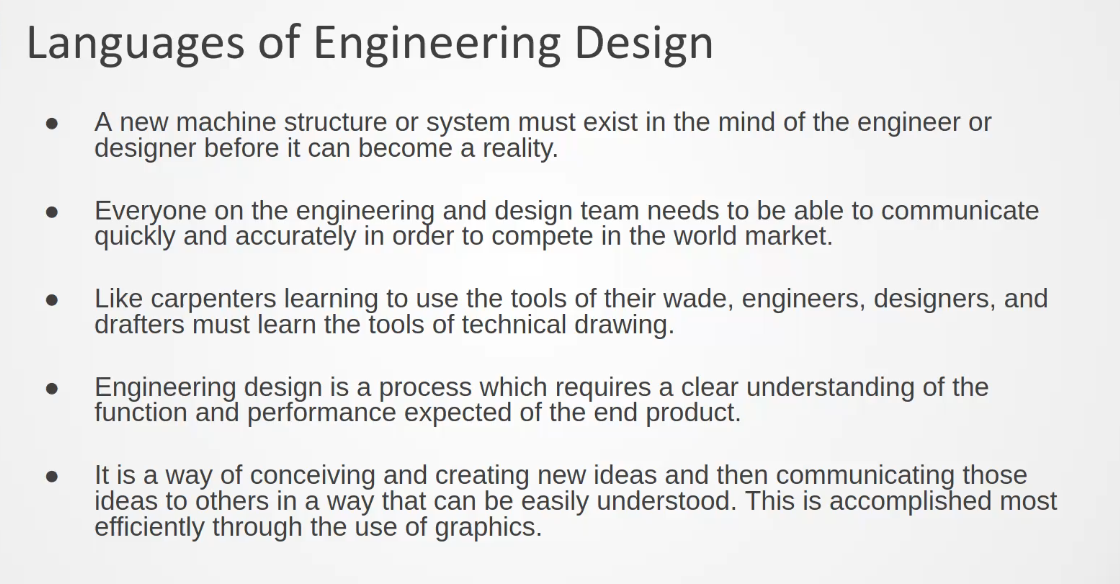 Languages of Engineering Design
● A new machine structure or system must exist in the mind of the engineer or
designer before it can become a reality.
● Everyone on the engineering and design team needs to be able to communicate
quickly and accurately in order to compete in the world market.
● Like carpenters learning to use the tools of their wade, engineers, designers, and
drafters must learn the tools of technical drawing.
● Engineering design is a process which requires a clear understanding of the
function and performance expected of the end product.
● It is a way of conceiving and creating new ideas and then communicating those
ideas to others in a way that can be easily understood. This is accomplished most
efficiently through the use of graphics.